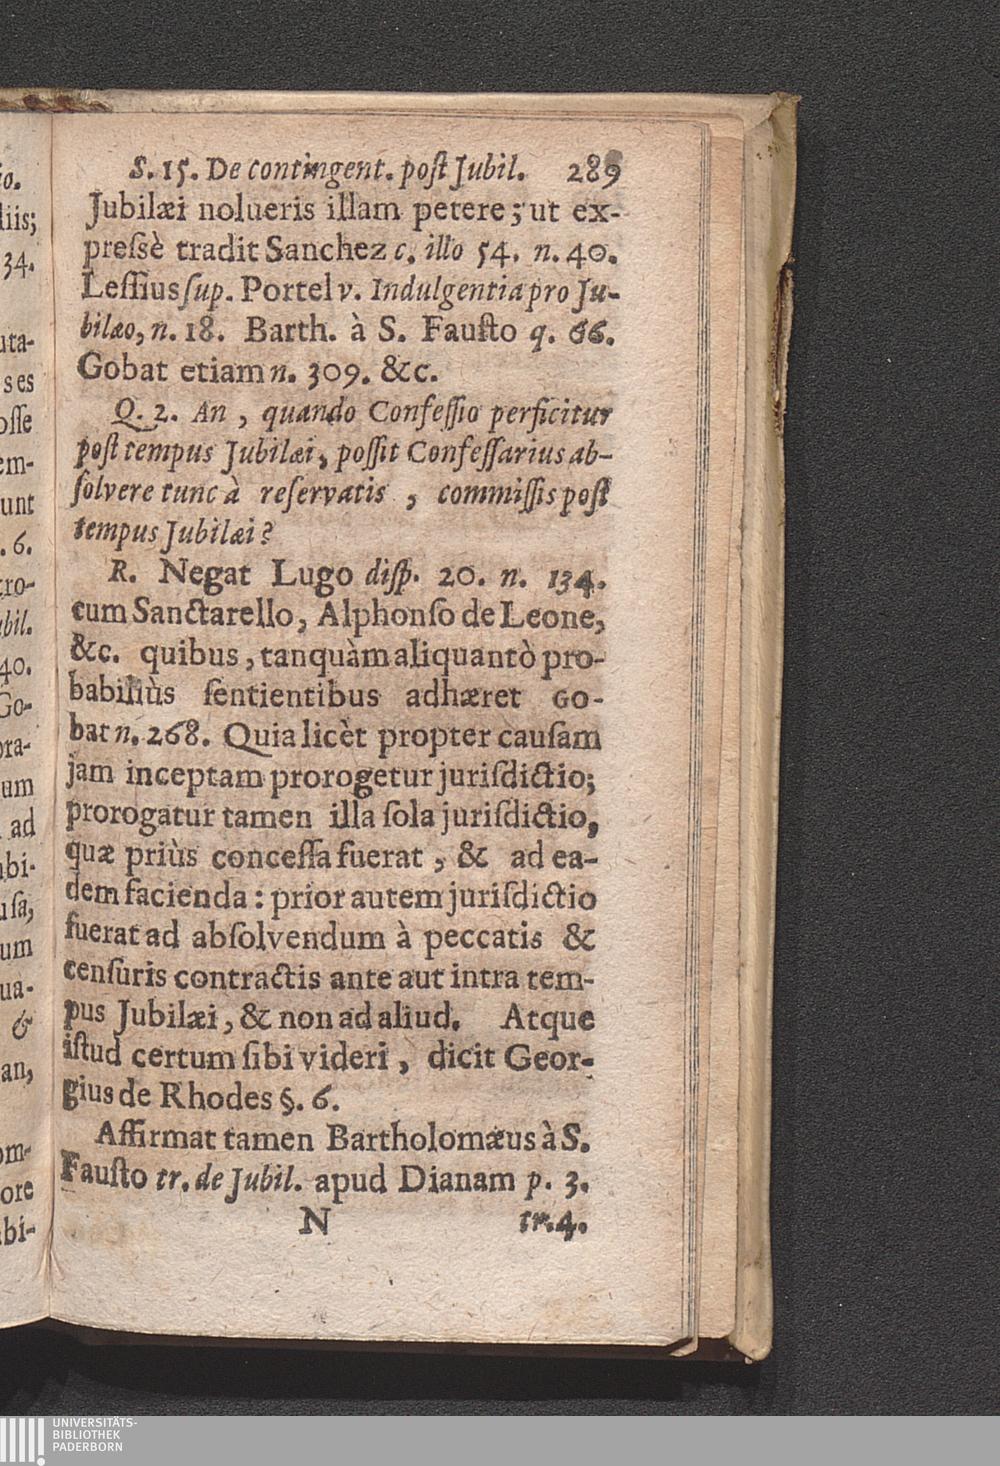 S. 15. De contingent. post Jubil. 289
Jubilæi nolueris illam petere; ut ex-
pressè tradit Sanchez c. illo 54. n. 40.
Lessius sup. Portel v. Indulgentia pro Ju-
bilæo, n. 18. Barth. à S. Fausto q. 66.
Gobat etiam n. 309. &c.
Q. 2. An, quando Confessio perficitur
post tempus Jubilæi, possit Confessarius ab-
solvere tunc à reservatis, commissis post
tempus Jubilæi?
R. Negat Lugo disp. 20. n. 134.
cum Sanctarello, Alphonso de Leone,
&c. quibus, tanquàm aliquantò pro-
babiliùs sentientibus adhæret Go-
bat n. 268. Quia licèt propter causam
jam inceptam prorogetur jurisdictio;
prorogatur tamen illa sola jurisdictio,
quæ priùs concessa fuerat, & ad ea-
dem facienda: prior autem jurisdictio
fuerat ad absolvendum à peccatis &
censuris contractis ante aut intra tem-
pus Jubilæi, & non ad aliud. Atque
istud certum sibi videri, dicit Geor-
gius de Rhodes §. 6.
Affirmat tamen Bartholomæus à S.
Fausto tr. de Jubil. apud Dianam p. 3.
N tr. 4.
UNIVERSITÄTS-
BIBLIOTHEK
PADERBORN